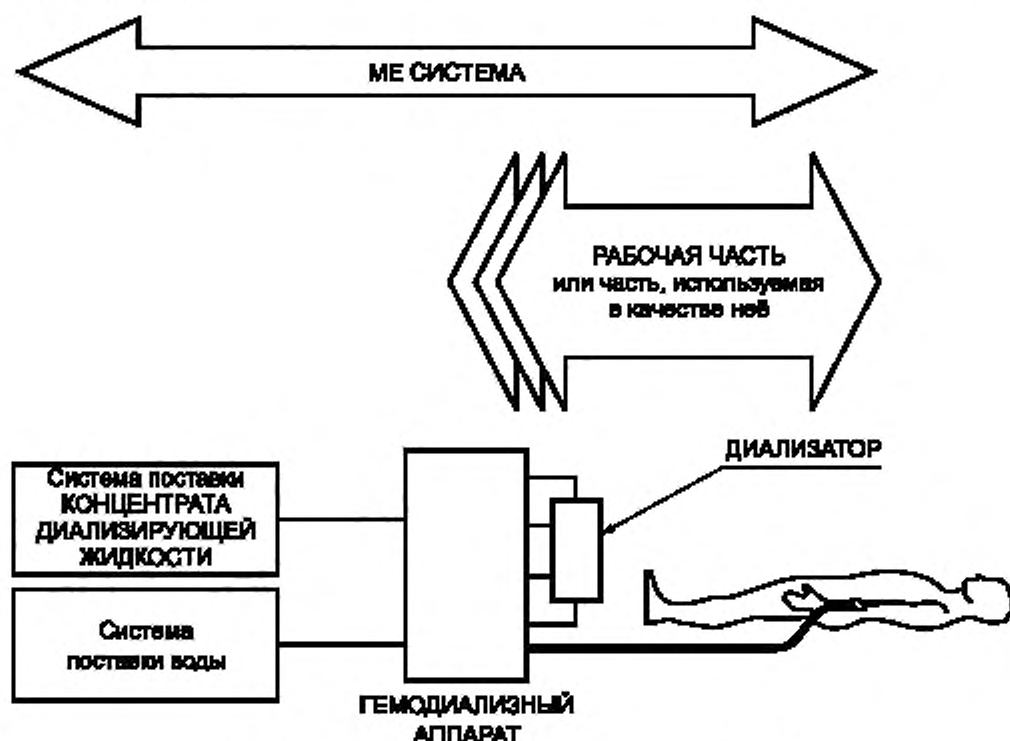 МЕ СИСТЕМА
РАБОЧАЯ ЧАСТЬ
или часть, используемая
в качестве неё
ДИАЛИЗАТОР
Система поставки
КОНЦЕНТРАТА
ДИАЛИЗИРУЮЩЕЙ
ЖИДКОСТИ
Система
поставки воды
ГЕМОДИАЛИЗНЫЙ
АППАРАТ